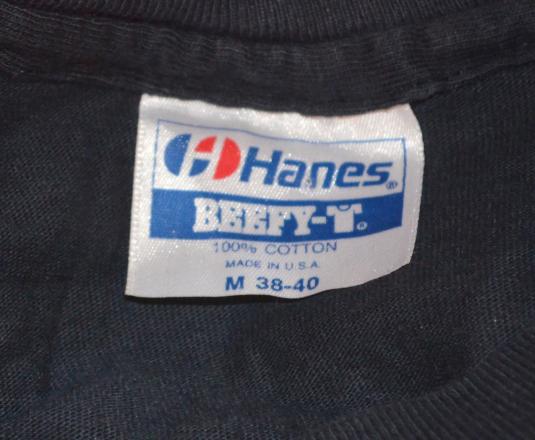 Hanes®
BEEFY-T®
100% COTTON
MADE IN U.S.A.
M 38-40